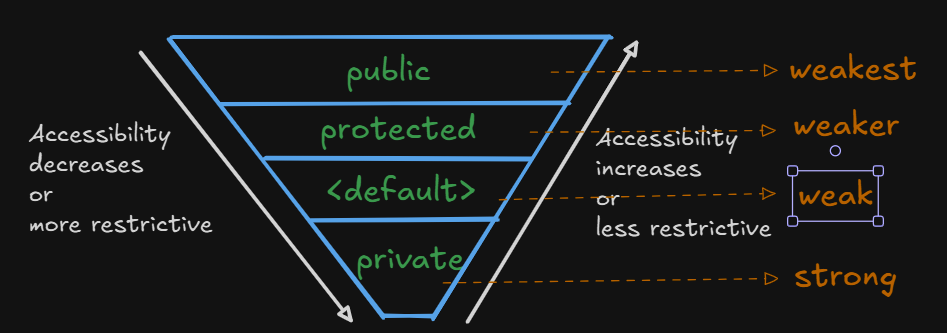 public
weakest
protected
weaker
Accessibility
decreases
or
more restrictive
Accessibility
increases
or
less restrictive
<default>
weak
private
strong